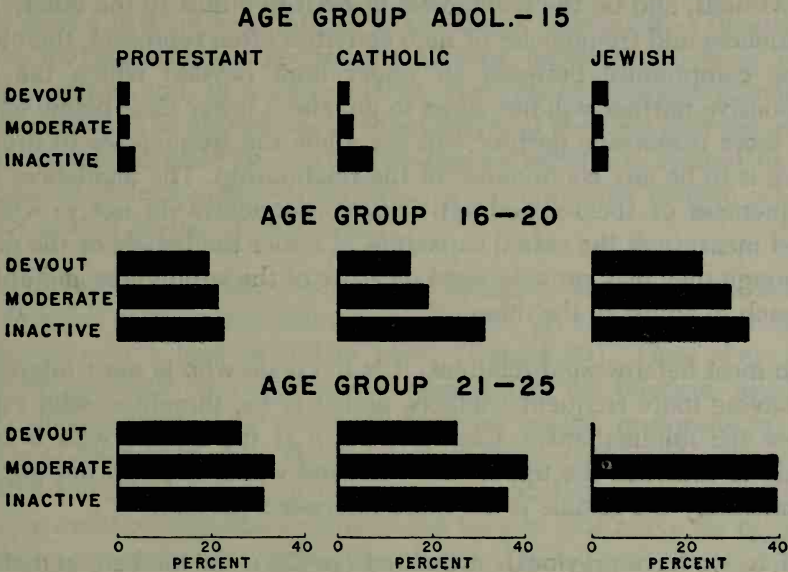 AGE GROUP ADOL.–15
PROTESTANT CATHOLIC JEWISH
DEVOUT
MODERATE
INACTIVE
AGE GROUP 16–20
DEVOUT
MODERATE
INACTIVE
AGE GROUP 21–25
DEVOUT
MODERATE
INACTIVE
0 20 40 0 20 40 0 20 40
PERCENT PERCENT PERCENT